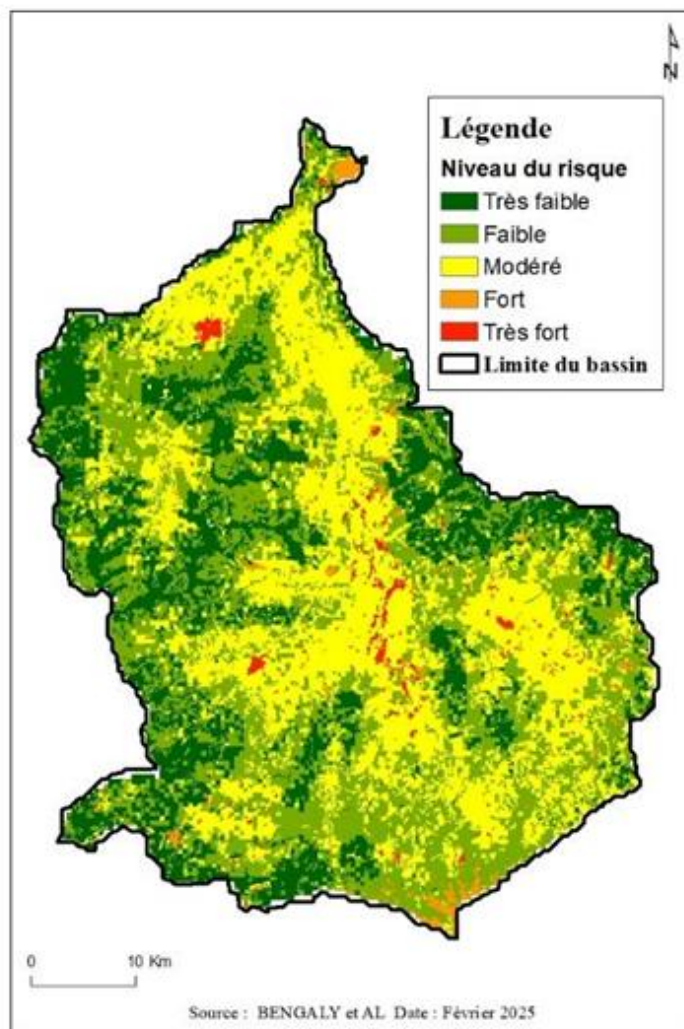 N
Légende
Niveau du risque
Très faible
Faible
Modéré
Fort
Très fort
Limite du bassin
0 10 Km
Source : BENGALY et AL Date : Février 2025